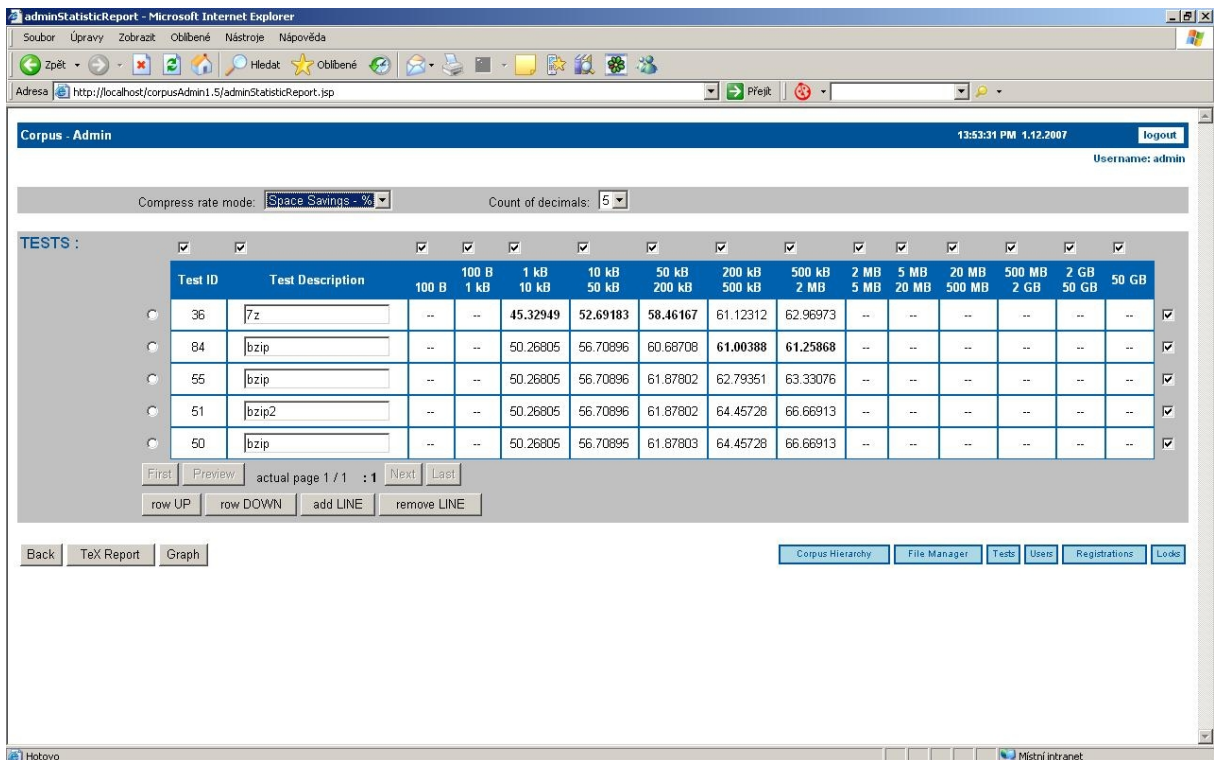 adminStatisticReport - Microsoft Internet Explorer
Soubor Úpravy Zobrazit Oblíbené Nástroje Nápověda
Zpět Hledat Oblíbené
Adresa http://localhost/corpusAdmin1.5/adminStatisticReport.jsp Přejít
Corpus - Admin 13:53:31 PM 1.12.2007 logout
Username: admin
Compress rate mode: Space Savings - % Count of decimals: 5
TESTS :
Test ID Test Description 100 B 100 B 1 kB 1 kB 10 kB 10 kB 50 kB 50 kB 200 kB 200 kB 500 kB 500 kB 2 MB 2 MB 5 MB 5 MB 20 MB 20 MB 500 MB 500 MB 2 GB 2 GB 50 GB 50 GB
36 7z -- -- 45.32949 52.69183 58.46167 61.12312 62.96973 -- -- -- -- -- --
84 bzip -- -- 50.26805 56.70896 60.68708 61.00388 61.25868 -- -- -- -- -- --
55 bzip -- -- 50.26805 56.70896 61.87802 62.79351 63.33076 -- -- -- -- -- --
51 bzip2 -- -- 50.26805 56.70896 61.87802 64.45728 66.66913 -- -- -- -- -- --
50 bzip -- -- 50.26805 56.70895 61.87803 64.45728 66.66913 -- -- -- -- -- --
First Preview actual page 1 / 1 : 1 Next Last
row UP row DOWN add LINE remove LINE
Back TeX Report Graph Corpus Hierarchy File Manager Tests Users Registrations Locks
Hotovo Místní intranet